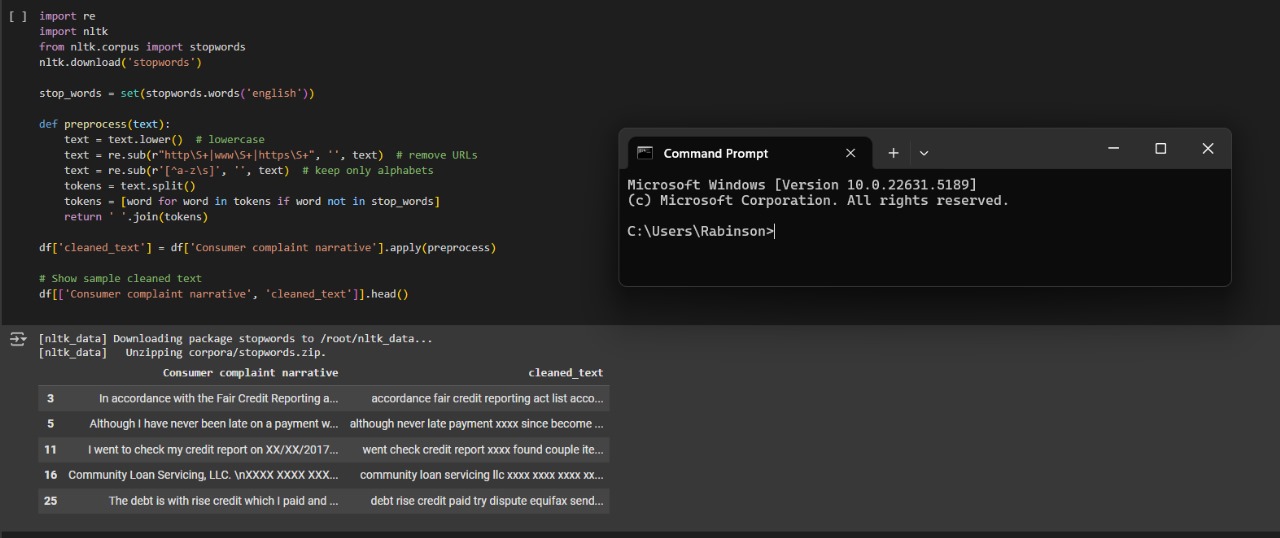 [ ] import re
import nltk
from nltk.corpus import stopwords
nltk.download('stopwords')

stop_words = set(stopwords.words('english'))

def preprocess(text):
    text = text.lower()  # lowercase
    text = re.sub(r"http\S+|www\S+|https\S+", '', text)  # remove URLs
    text = re.sub(r'[^a-z\s]', '', text)  # keep only alphabets
    tokens = text.split()
    tokens = [word for word in tokens if word not in stop_words]
    return ' '.join(tokens)

df['cleaned_text'] = df['Consumer complaint narrative'].apply(preprocess)

# Show sample cleaned text
df[['Consumer complaint narrative', 'cleaned_text']].head()

Command Prompt
Microsoft Windows [Version 10.0.22631.5189]
(c) Microsoft Corporation. All rights reserved.

C:\Users\Rabinson>

[nltk_data] Downloading package stopwords to /root/nltk_data...
[nltk_data]   Unzipping corpora/stopwords.zip.
Consumer complaint narrative cleaned_text
3 In accordance with the Fair Credit Reporting a... accordance fair credit reporting act list acco...
5 Although I have never been late on a payment w... although never late payment xxxx since become ...
11 I went to check my credit report on XX/XX/2017... went check credit report xxxx found couple ite...
16 Community Loan Servicing, LLC. \nXXXX XXXX XXX... community loan servicing llc xxxx xxxx xxxx xx...
25 The debt is with rise credit which I paid and ... debt rise credit paid try dispute equifax send...